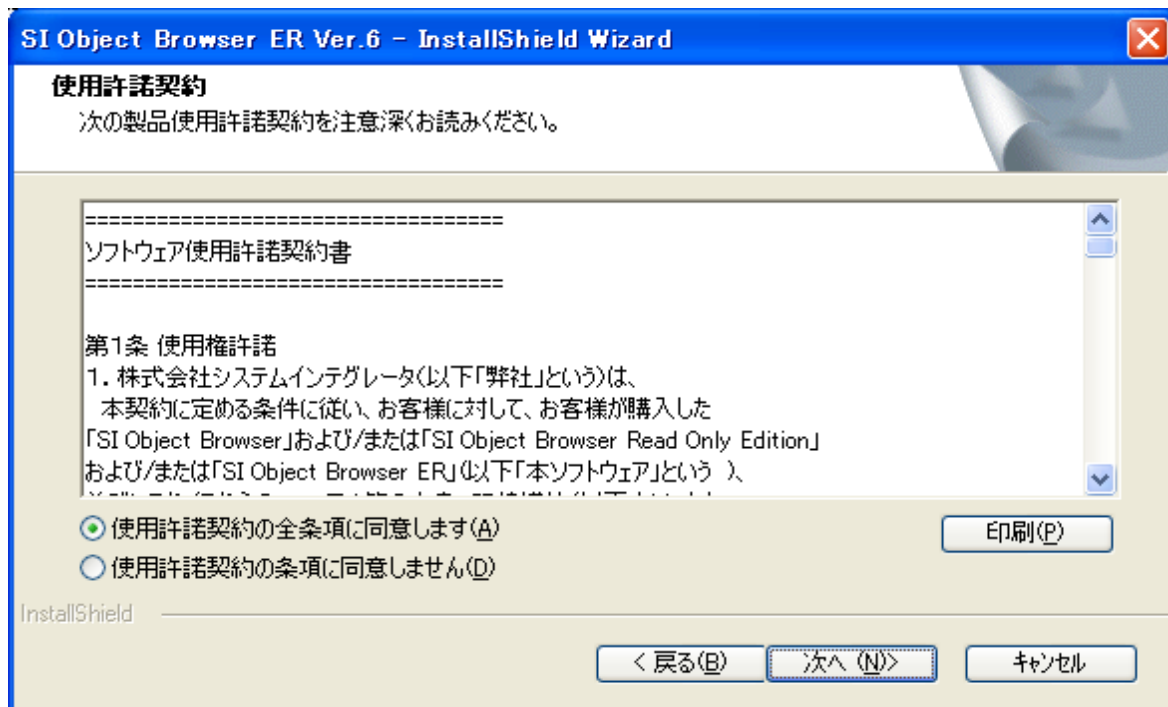 SI Object Browser ER Ver.6 - InstallShield Wizard
使用許諾契約
次の製品使用許諾契約を注意深くお読みください。
===================================
ソフトウェア使用許諾契約書
===================================
第1条 使用権許諾
1. 株式会社システムインテグレータ(以下「弊社」という)は、
本契約に定める条件に従い、お客様に対して、お客様が購入した
「SI Object Browser」および/または「SI Object Browser Read Only Edition」
および/または「SI Object Browser ER」(以下「本ソフトウェア」という )、
使用許諾契約の全条項に同意します(A)
印刷(P)
使用許諾契約の条項に同意しません(D)
InstallShield
< 戻る(B)
次へ (N)>
キャンセル